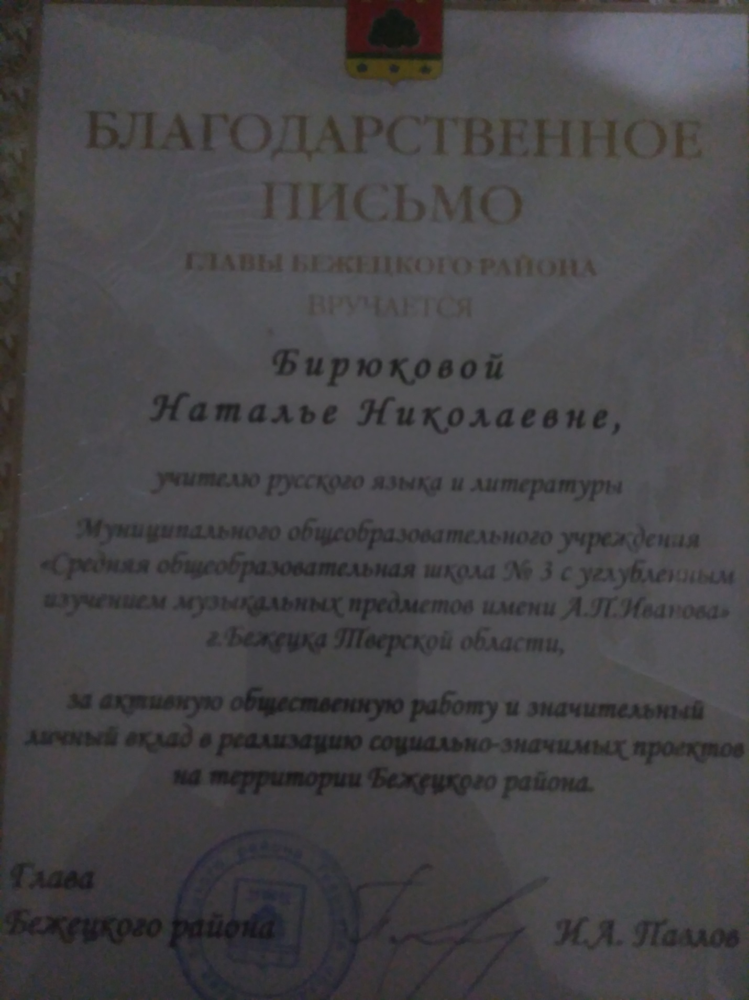 БЛАГОДАРСТВЕННОЕ
ПИСЬМО
ГЛАВЫ БЕЖЕЦКОГО РАЙОНА
ВРУЧАЕТСЯ
Бирюковой
Наталье Николаевне,
учителю русского языка и литературы
Муниципального общеобразовательного учреждения
«Средняя общеобразовательная школа № 3 с углубленным
изучением музыкальных предметов имени А.П.Иванова»
г.Бежецка Тверской области,
за активную общественную работу и значительный
личный вклад в реализацию социально-значимых проектов
на территории Бежецкого района.
Глава
Бежецкого района
И.А. Павлов
района